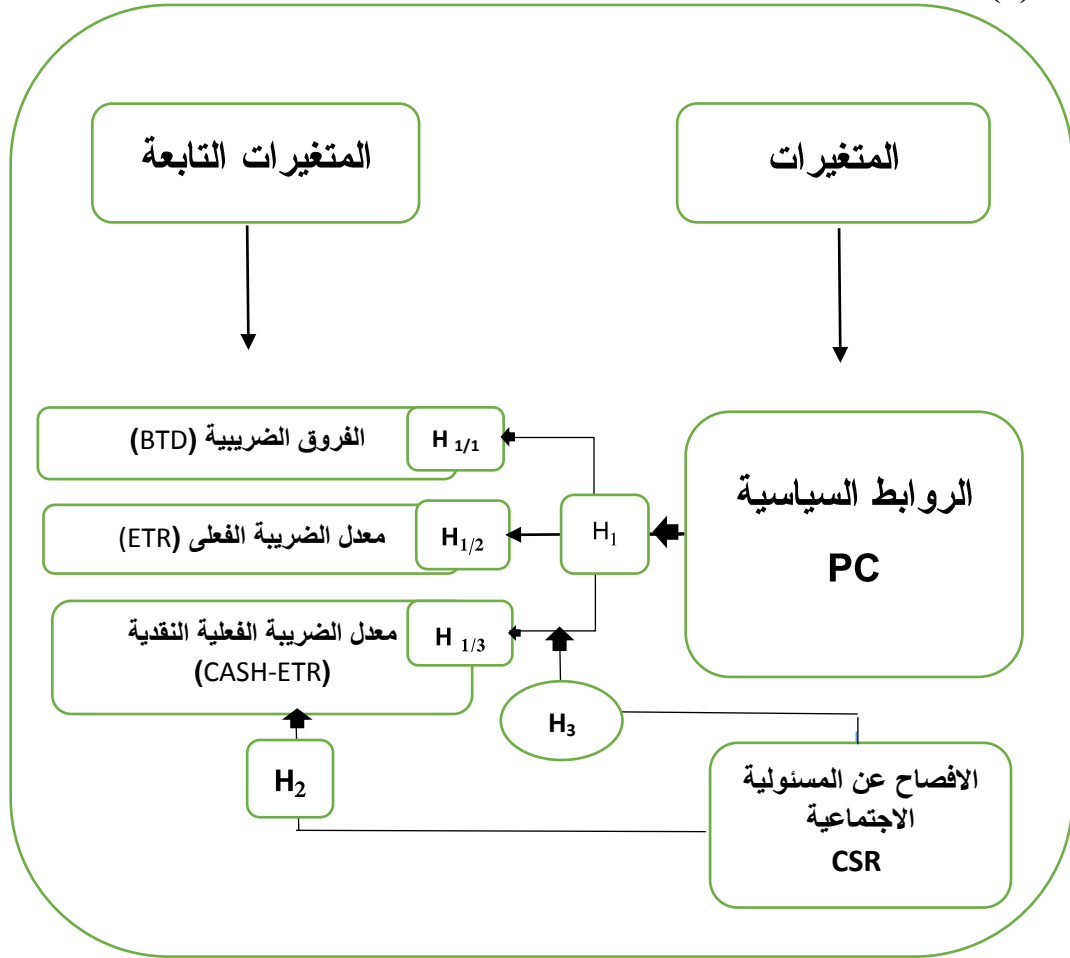 المتغيرات
المتغيرات التابعة
الروابط السياسية
PC
H1
H 1/1
الفروق الضريبية (BTD)
H1/2
معدل الضريبة الفعلى (ETR)
H 1/3
معدل الضريبة الفعلية النقدية
(CASH-ETR)
H3
H2
الافصاح عن المسئولية
الاجتماعية
CSR